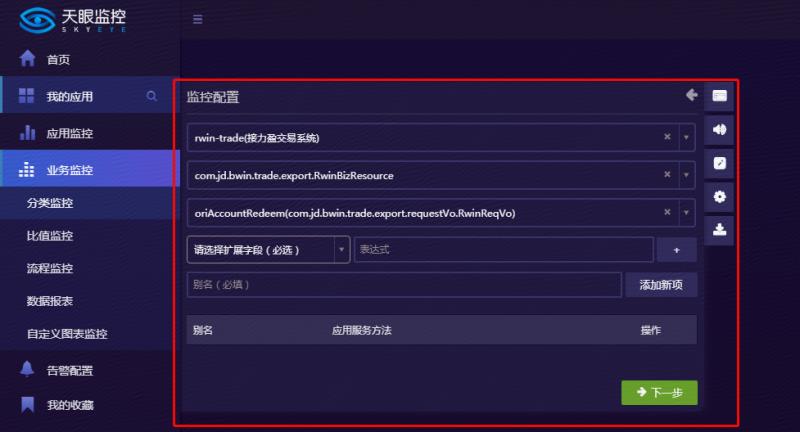 天眼监控
SKYEYE
首页
我的应用
应用监控
业务监控
分类监控
比值监控
流程监控
数据报表
自定义图表监控
告警配置
我的收藏
监控配置
rwin-trade(接力盈交易系统)
com.jd.bwin.trade.export.RwinBizResource
oriAccountRedeem(com.jd.bwin.trade.export.requestVo.RwinReqVo)
请选择扩展字段（必选） 表达式 +
别名（必填） 添加新项
别名 应用服务方法 操作
下一步